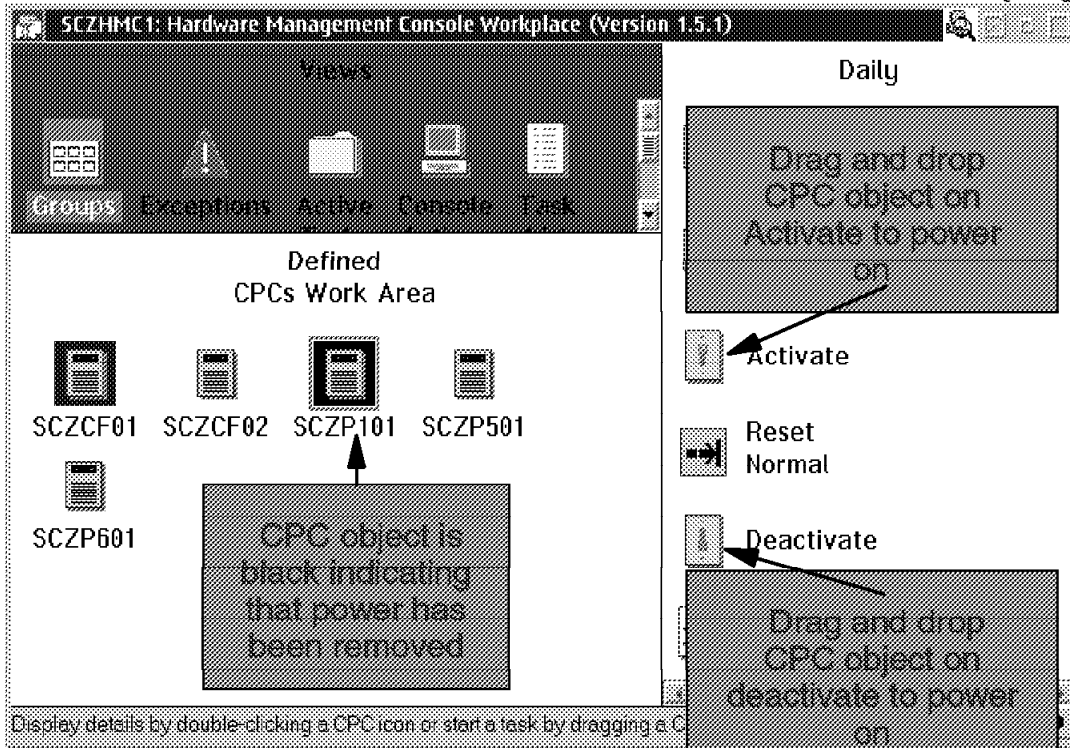 SCZHMC1: Hardware Management Console Workplace (Version 1.5.1)
Views
Groups Exceptions Active Console Task
Defined
CPCs Work Area
SCZCF01 SCZCF02 SCZP101 SCZP501
SCZP601
CPC object is
black indicating
that power has
been removed
Display details by double-clicking a CPC icon or start a task by dragging a C
Daily
Drag and drop
CPC object on
Activate to power
on
Activate
Reset
Normal
Deactivate
Drag and drop
CPC object on
deactivate to power
on